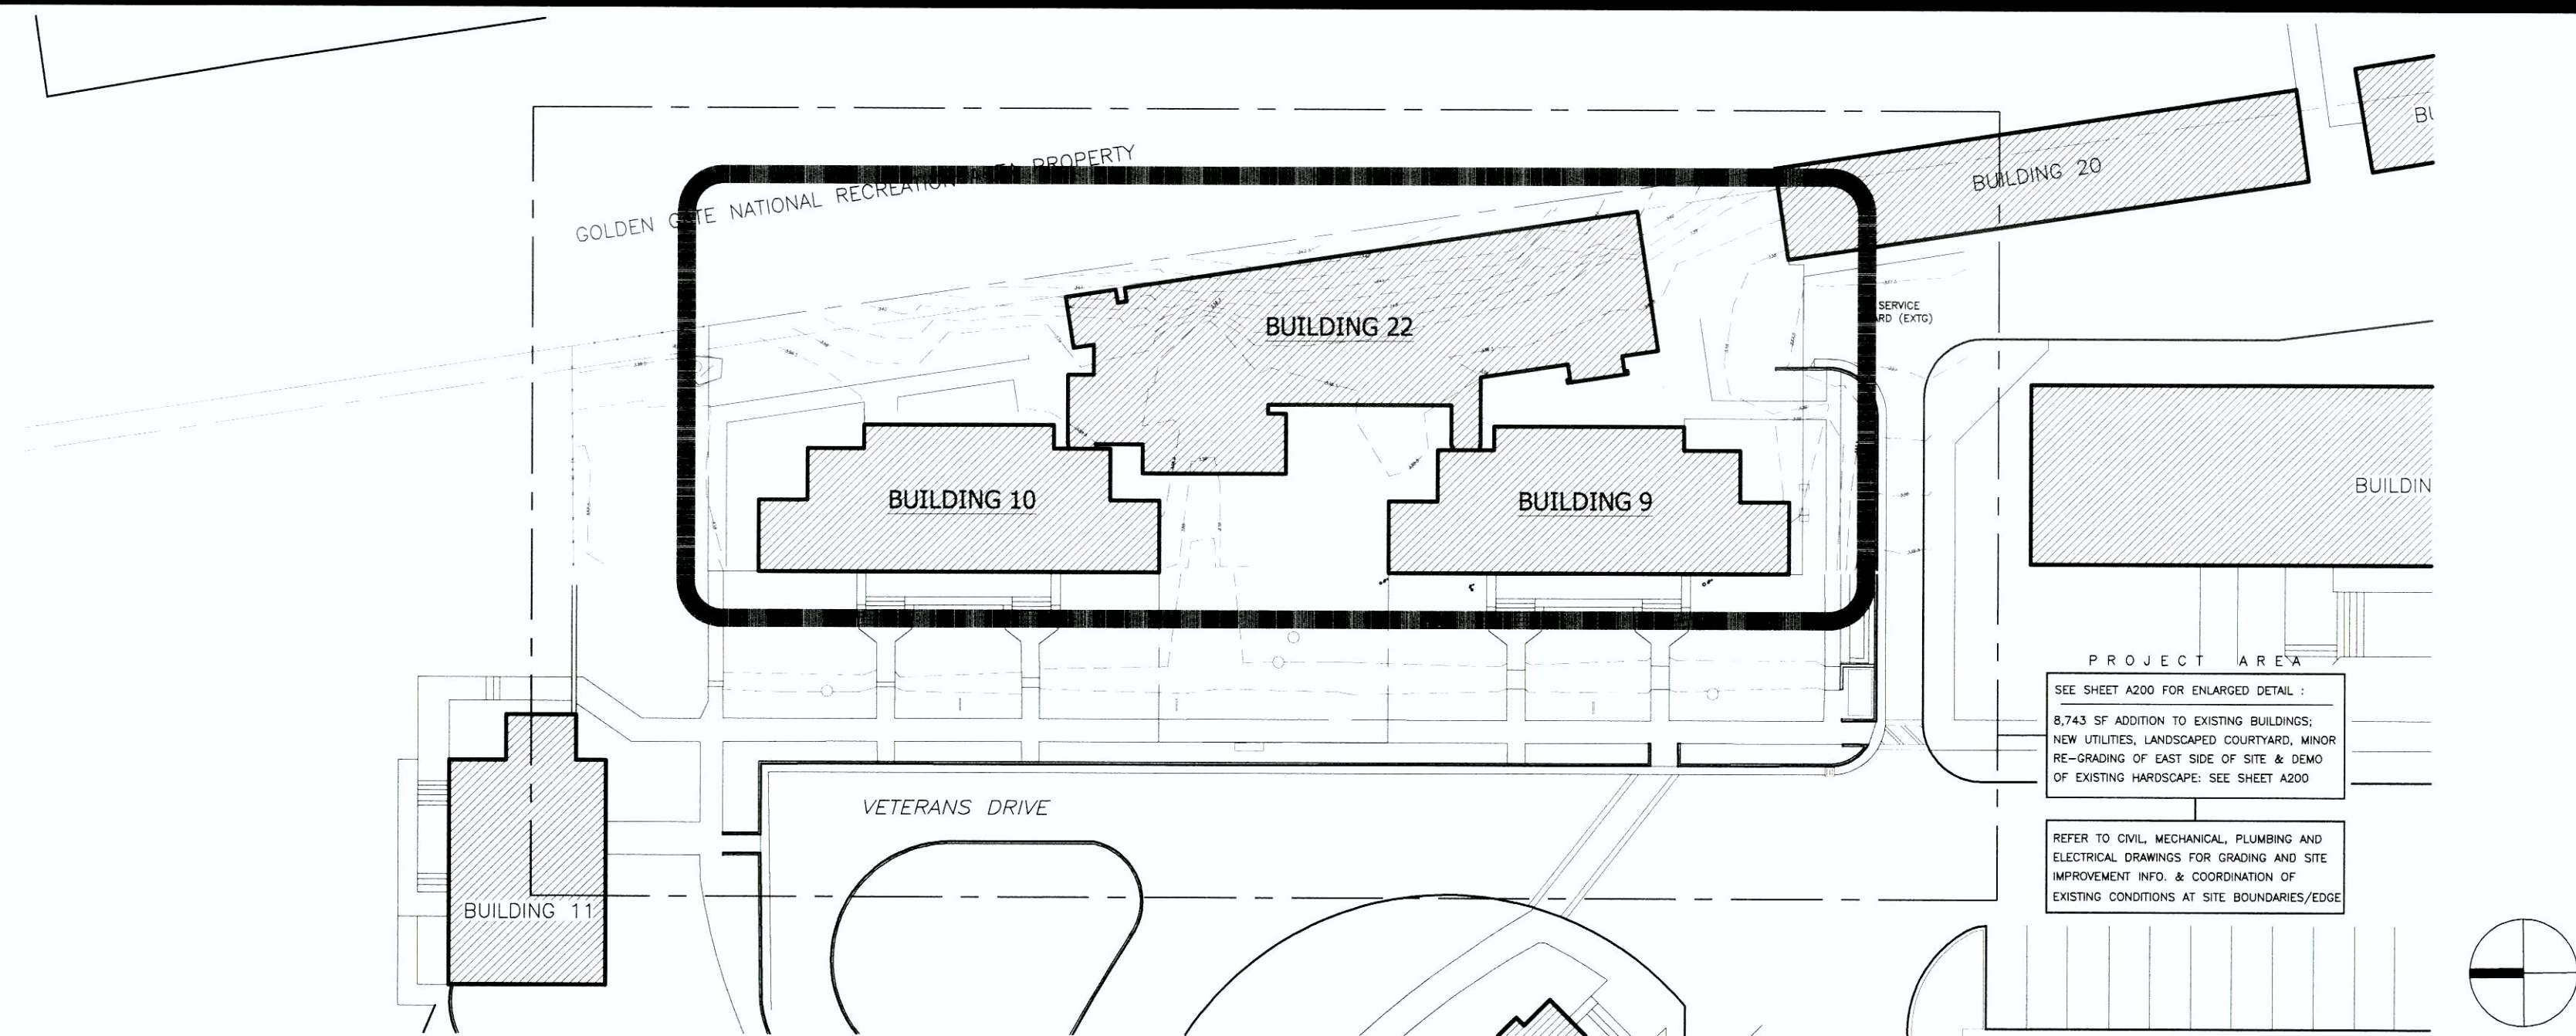 GOLDEN GATE NATIONAL RECREATION AREA PROPERTY
BUILDING 20
BUILDING 22
SERVICE
(EXTG)
BUILDING 10
BUILDING 9
BUILDIN
PROJECT AREA
SEE SHEET A200 FOR ENLARGED DETAIL :
8,743 SF ADDITION TO EXISTING BUILDINGS;
NEW UTILITIES, LANDSCAPED COURTYARD, MINOR
RE-GRADING OF EAST SIDE OF SITE & DEMO
OF EXISTING HARDSCAPE: SEE SHEET A200
VETERANS DRIVE
REFER TO CIVIL, MECHANICAL, PLUMBING AND
ELECTRICAL DRAWINGS FOR GRADING AND SITE
IMPROVEMENT INFO. & COORDINATION OF
EXISTING CONDITIONS AT SITE BOUNDARIES/EDGE
BUILDING 11